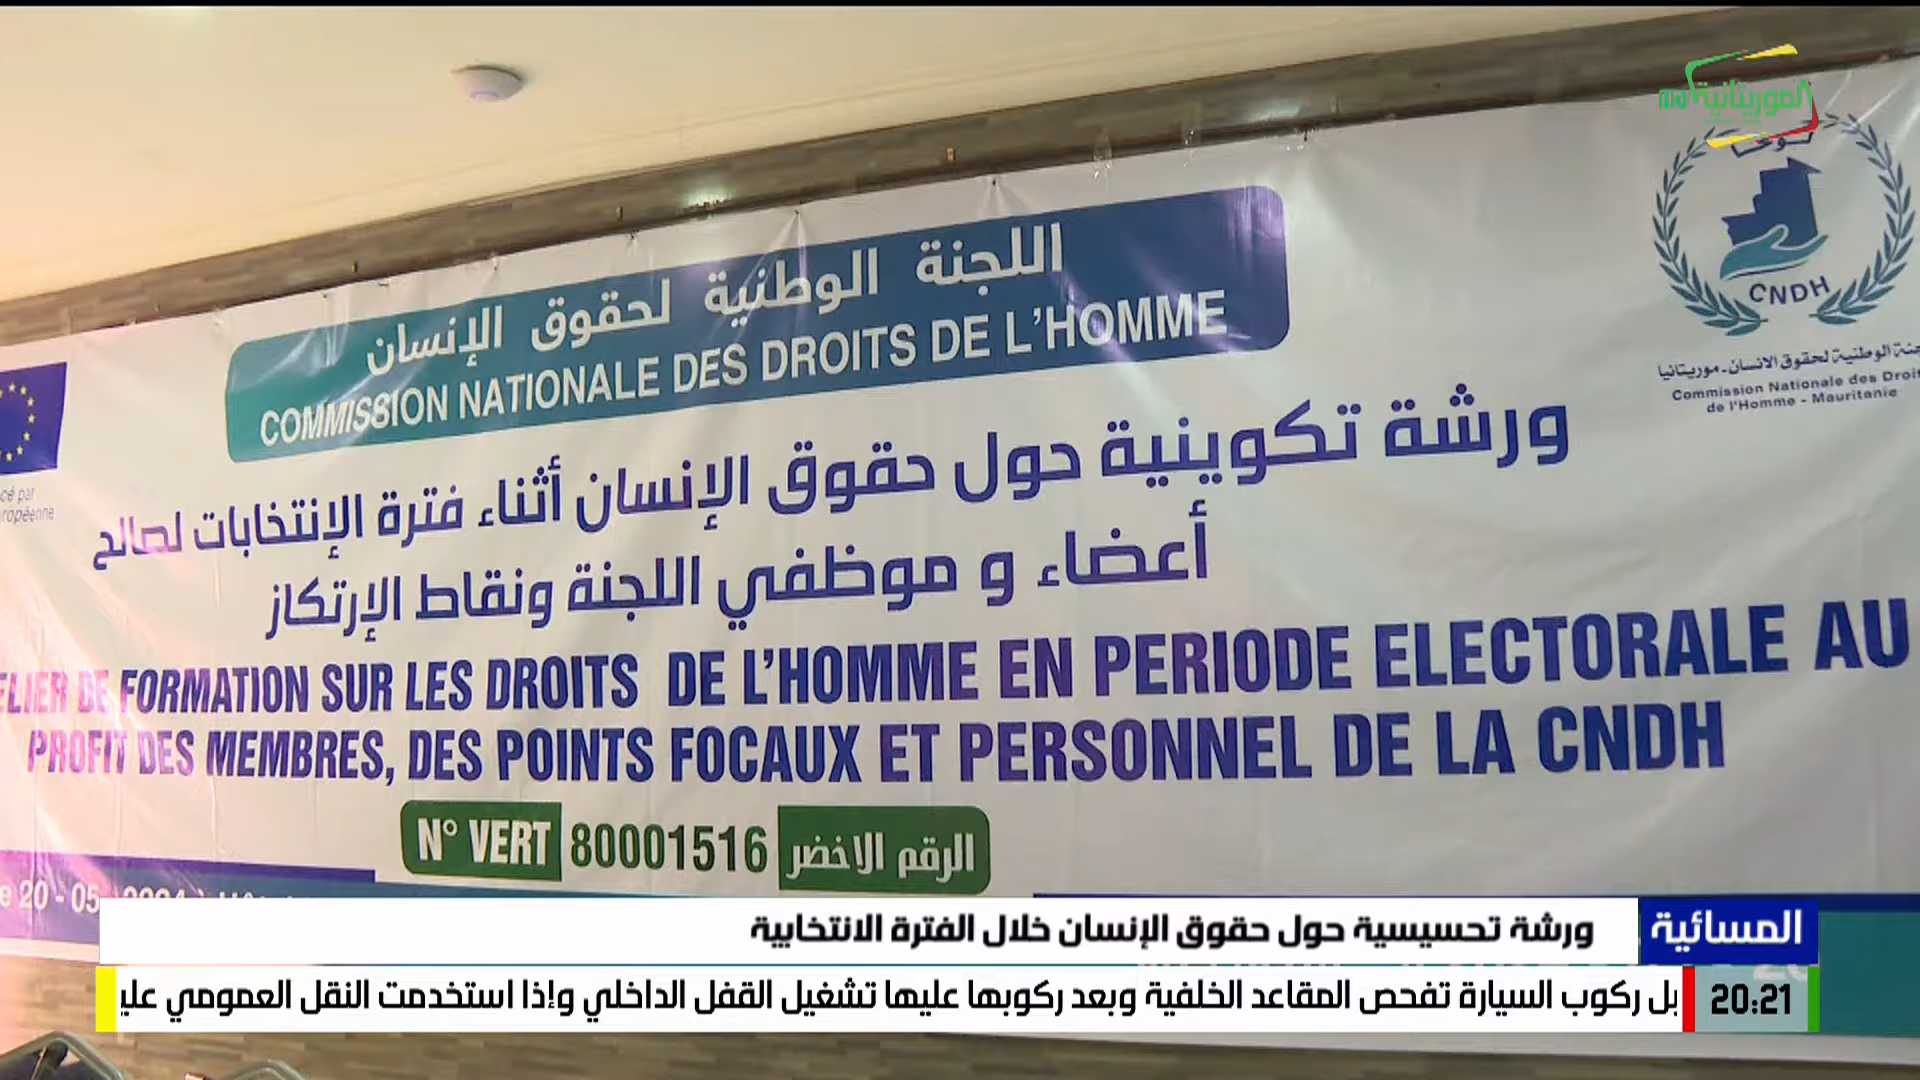 الموريتانية
CNDH
اللجنة الوطنية لحقوق الإنسان
COMMISSION NATIONALE DES DROITS DE L'HOMME
الوطنية لحقوق الانسان - موريتانيا
Commission Nationale des
de l'Homme - Mauritanie
ورشة تكوينية حول حقوق الإنسان أثناء فترة الإنتخابات لصالح
أعضاء و موظفي اللجنة ونقاط الإرتكاز
DE FORMATION SUR LES DROITS DE L'HOMME EN PERIODE ELECTORALE AU
PROFIT DES MEMBRES, DES POINTS FOCAUX ET PERSONNEL DE LA CNDH
N° VERT 80001516 الرقم الاخضر
20 - 05
المسائية
ورشة تحسيسية حول حقوق الإنسان خلال الفترة الانتخابية
20:21
ركوب السيارة تفحص المقاعد الخلفية وبعد ركوبها عليها تشغيل القفل الداخلي وإذا استخدمت النقل العمومي